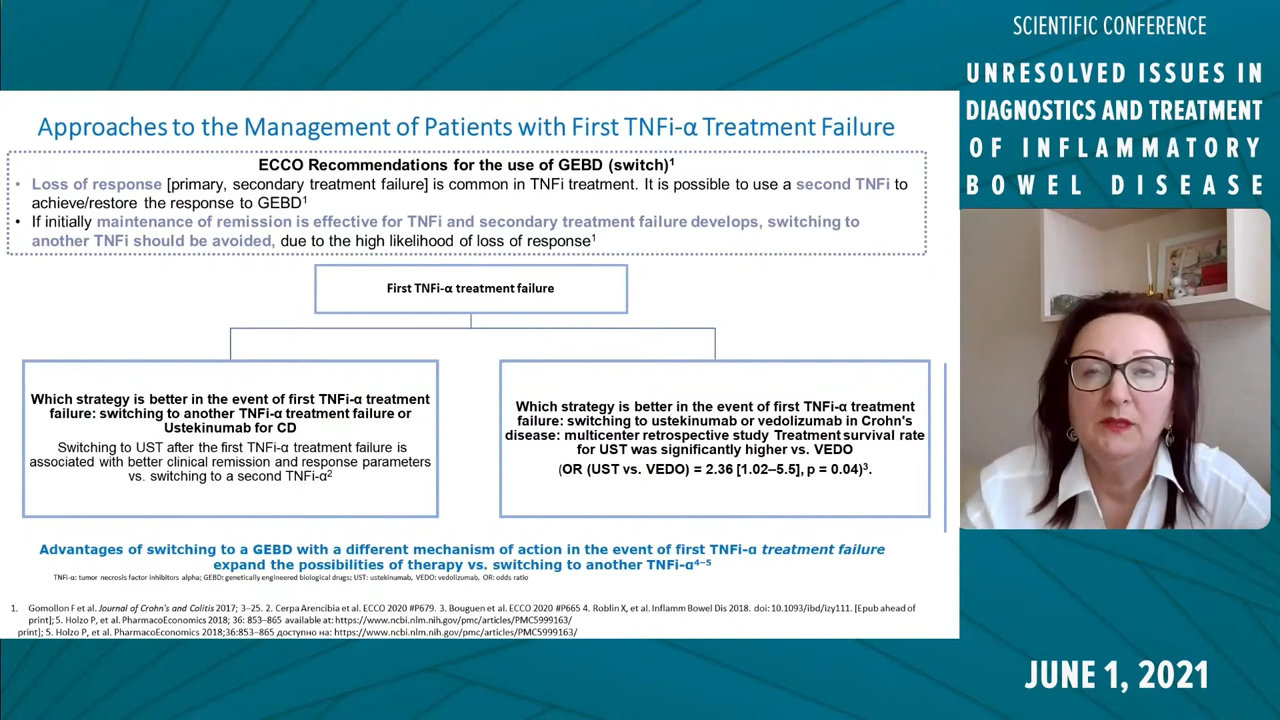 SCIENTIFIC CONFERENCE
UNRESOLVED ISSUES IN
DIAGNOSTICS AND TREATMENT
OF INFLAMMATORY
BOWEL DISEASE
Approaches to the Management of Patients with First TNFi-α Treatment Failure
ECCO Recommendations for the use of GEBD (switch)1
• Loss of response [primary, secondary treatment failure] is common in TNFi treatment. It is possible to use a second TNFi to
achieve/restore the response to GEBD1
• If initially maintenance of remission is effective for TNFi and secondary treatment failure develops, switching to
another TNFi should be avoided, due to the high likelihood of loss of response1
First TNFi-α treatment failure
Which strategy is better in the event of first TNFi-α treatment
failure: switching to another TNFi-α treatment failure or
Ustekinumab for CD
Switching to UST after the first TNFi-α treatment failure is
associated with better clinical remission and response parameters
vs. switching to a second TNFi-α2
Which strategy is better in the event of first TNFi-α treatment
failure: switching to ustekinumab or vedolizumab in Crohn's
disease: multicenter retrospective study Treatment survival rate
for UST was significantly higher vs. VEDO
(OR (UST vs. VEDO) = 2.36 [1.02–5.5], p = 0.04)3.
Advantages of switching to a GEBD with a different mechanism of action in the event of first TNFi-α treatment failure
expand the possibilities of therapy vs. switching to another TNFi-α4–5
TNFi-α: tumor necrosis factor inhibitors alpha; GEBD: genetically engineered biological drugs; UST: ustekinumab, VEDO: vedolizumab, OR: odds ratio
1. Gomollon F et al. Journal of Crohn's and Colitis 2017; 3–25. 2. Cerpa Arencibia et al. ECCO 2020 #P679. 3. Bouguen et al. ECCO 2020 #P665 4. Roblin X, et al. Inflamm Bowel Dis 2018. doi: 10.1093/ibd/izy111. [Epub ahead of
print]; 5. Holzo P, et al. PharmacoEconomics 2018; 36: 853–865 available at: https://www.ncbi.nlm.nih.gov/pmc/articles/PMC5999163/
print]; 5. Holzo P, et al. PharmacoEconomics 2018;36:853–865 доступно на: https://www.ncbi.nlm.nih.gov/pmc/articles/PMC5999163/
JUNE 1, 2021